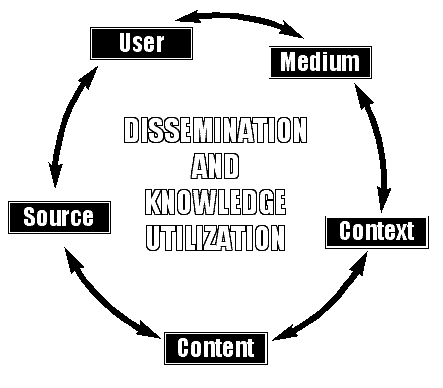 User
Medium
DISSEMINATION
AND
KNOWLEDGE
UTILIZATION
Source
Context
Content